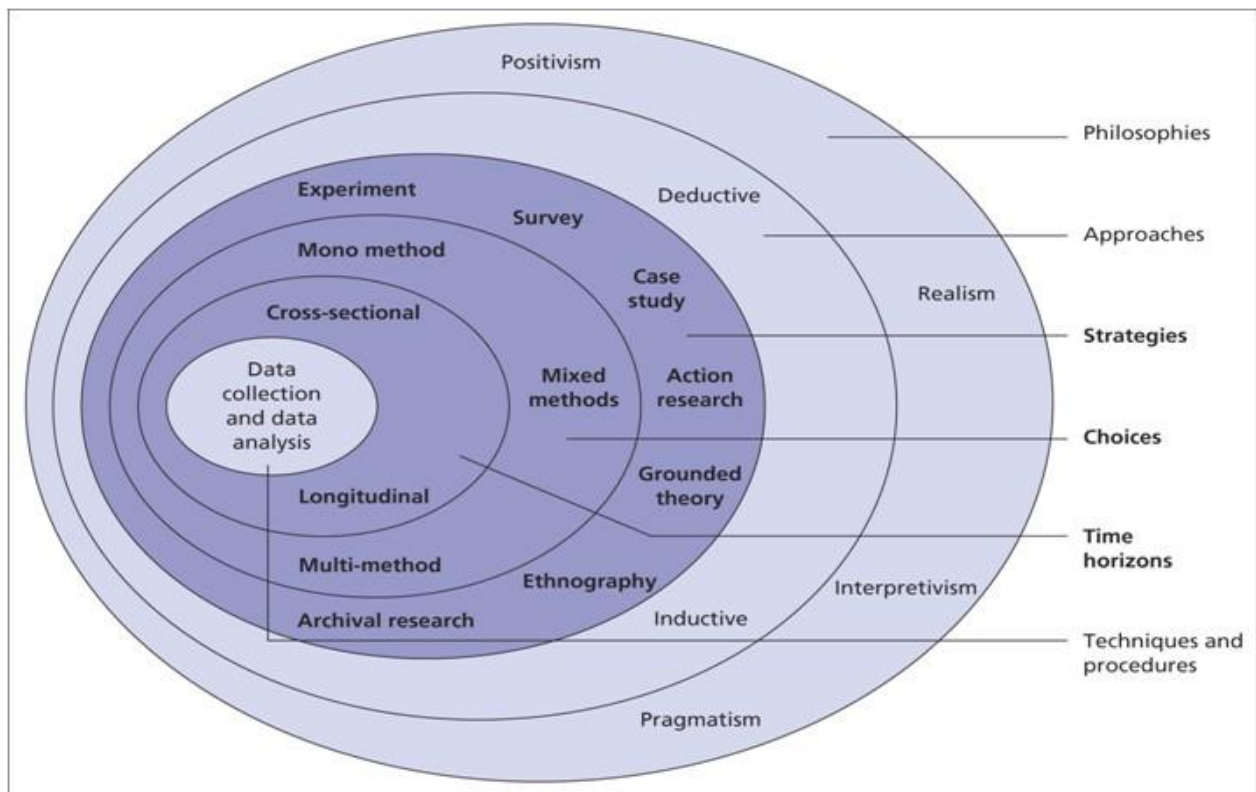 Positivism
Philosophies
Experiment
Deductive
Survey
Approaches
Mono method
Case
study
Realism
Cross-sectional
Strategies
Data
collection
and data
analysis
Mixed
methods
Action
research
Choices
Grounded
theory
Longitudinal
Time
horizons
Multi-method
Ethnography
Interpretivism
Archival research
Inductive
Techniques and
procedures
Pragmatism